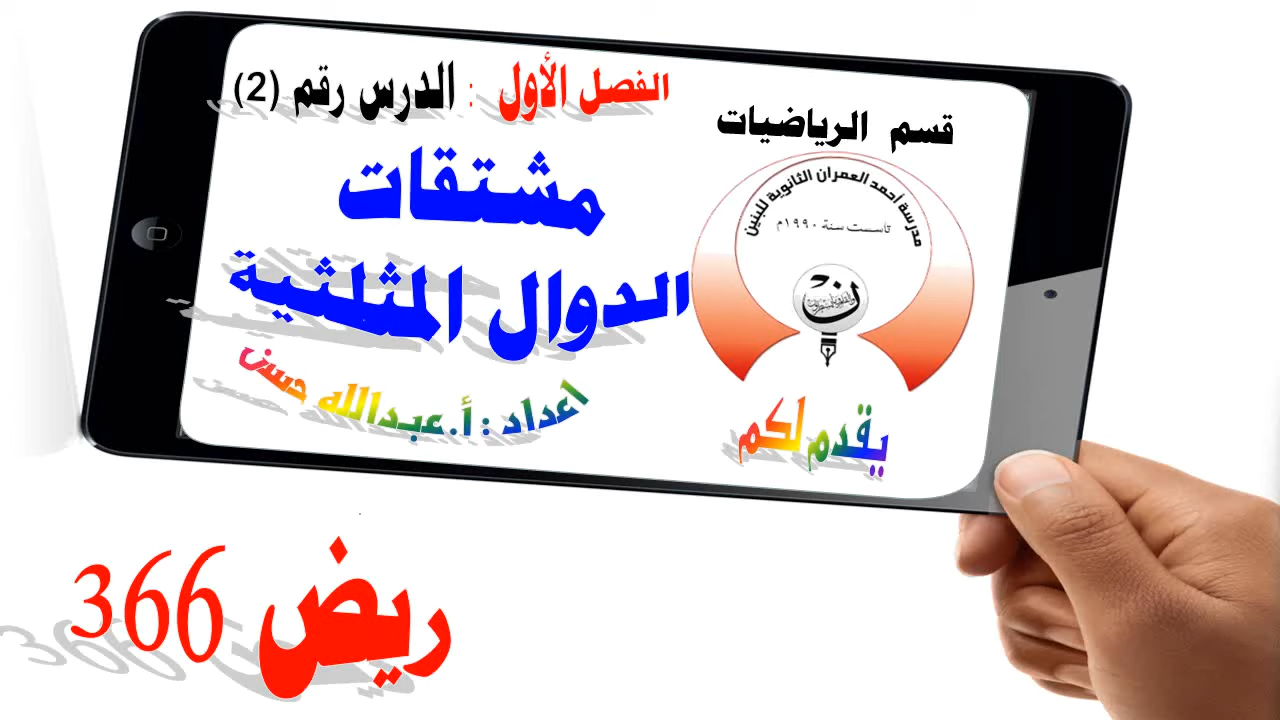 قسم الرياضيات
مدرسة أحمد العمران الثانوية للبنين
تأسست سنة ١٩٩٠م
ن
يقدم لكم
الفصل الأول : الدرس رقم (2)
مشتقات
الدوال المثلثية
اعداد : أ.عبدالله حسن
ريض 366